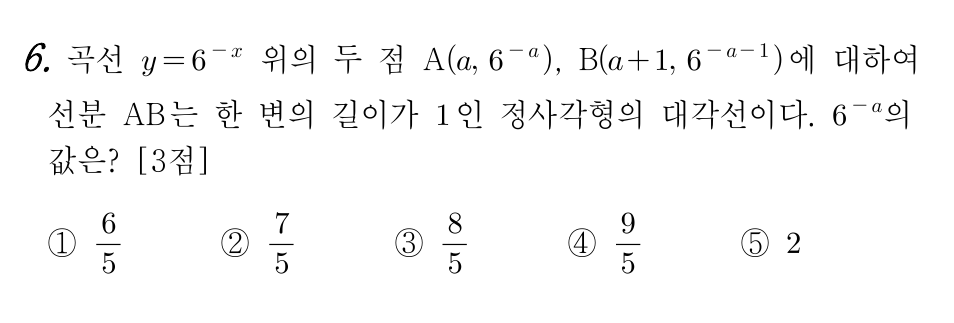 6. 곡선 y=6^{-x} 위의 두 점 A(a, 6^{-a}), B(a+1, 6^{-a-1})에 대하여
선분 AB는 한 변의 길이가 1인 정사각형의 대각선이다. 6^{-a}의
값은? [3점]
① 6/5 ② 7/5 ③ 8/5 ④ 9/5 ⑤ 2